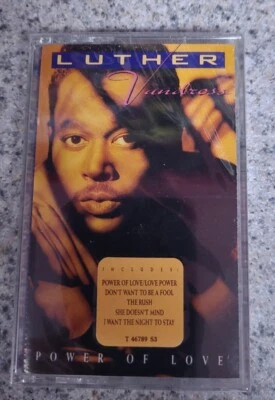 LUTHER
Vandross
INCLUDES:
POWER OF LOVE/LOVE POWER
DON'T WANT TO BE A FOOL
THE RUSH
SHE DOESN'T MIND
I WANT THE NIGHT TO STAY
T 46789 S2
POWER OF LOVE